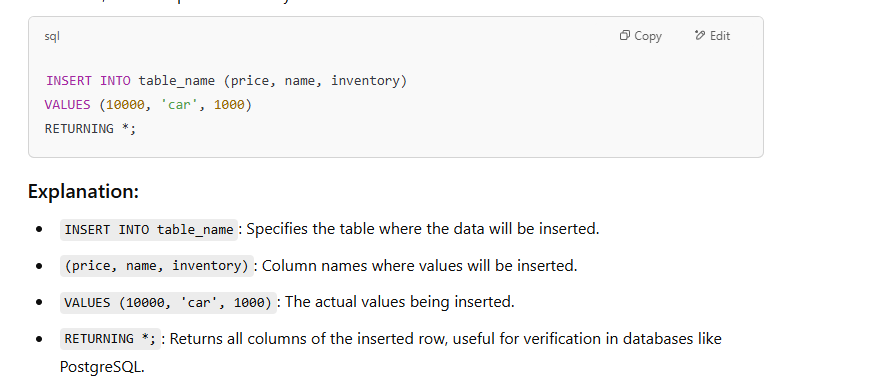 sql
Copy
Edit
INSERT INTO table_name (price, name, inventory)
VALUES (10000, 'car', 1000)
RETURNING *;
Explanation:
• INSERT INTO table_name: Specifies the table where the data will be inserted.
• (price, name, inventory): Column names where values will be inserted.
• VALUES (10000, 'car', 1000): The actual values being inserted.
• RETURNING *;: Returns all columns of the inserted row, useful for verification in databases like
PostgreSQL.